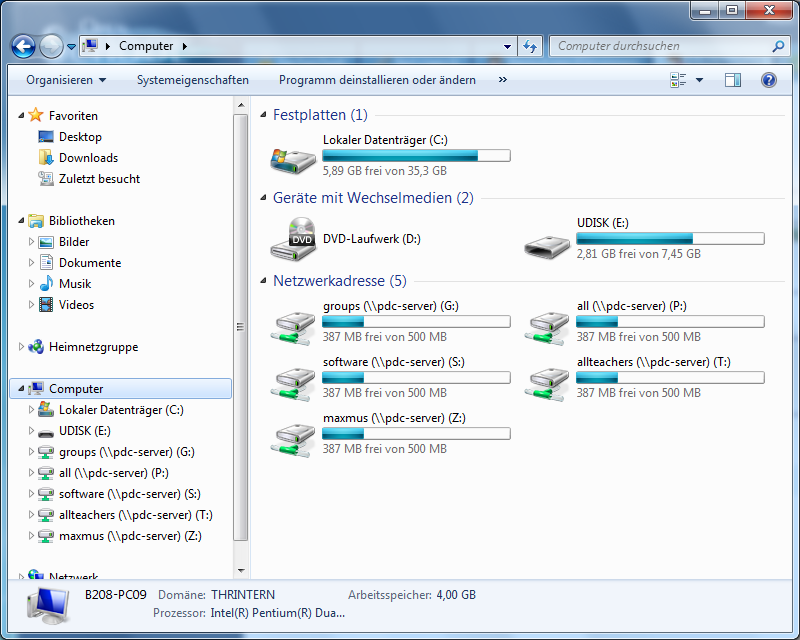 Computer
Computer durchsuchen
Organisieren
Systemeigenschaften
Programm deinstallieren oder ändern
»
Favoriten
Desktop
Downloads
Zuletzt besucht
Bibliotheken
Bilder
Dokumente
Musik
Videos
Heimnetzgruppe
Computer
Lokaler Datenträger (C:)
UDISK (E:)
groups (\\pdc-server) (G:)
all (\\pdc-server) (P:)
software (\\pdc-server) (S:)
allteachers (\\pdc-server) (T:)
maxmus (\\pdc-server) (Z:)
Netzwerk
Festplatten (1)
Lokaler Datenträger (C:)
5,89 GB frei von 35,3 GB
Geräte mit Wechselmedien (2)
DVD
DVD-Laufwerk (D:)
UDISK (E:)
2,81 GB frei von 7,45 GB
Netzwerkadresse (5)
groups (\\pdc-server) (G:)
387 MB frei von 500 MB
all (\\pdc-server) (P:)
387 MB frei von 500 MB
software (\\pdc-server) (S:)
387 MB frei von 500 MB
allteachers (\\pdc-server) (T:)
387 MB frei von 500 MB
maxmus (\\pdc-server) (Z:)
387 MB frei von 500 MB
B208-PC09 Domäne: THRINTERN Arbeitsspeicher: 4,00 GB
Prozessor: Intel(R) Pentium(R) Dua...